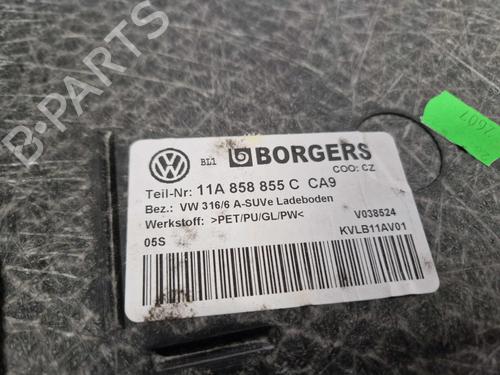 BL1 BORGERS
COO: CZ
Teil-Nr: 11A 858 855 C CA9
Bez.: VW 316/6 A-SUVe Ladeboden
Werkstoff: >PET/PU/GL/PW< V038524
05S KVLB11AV01
B-PARTS